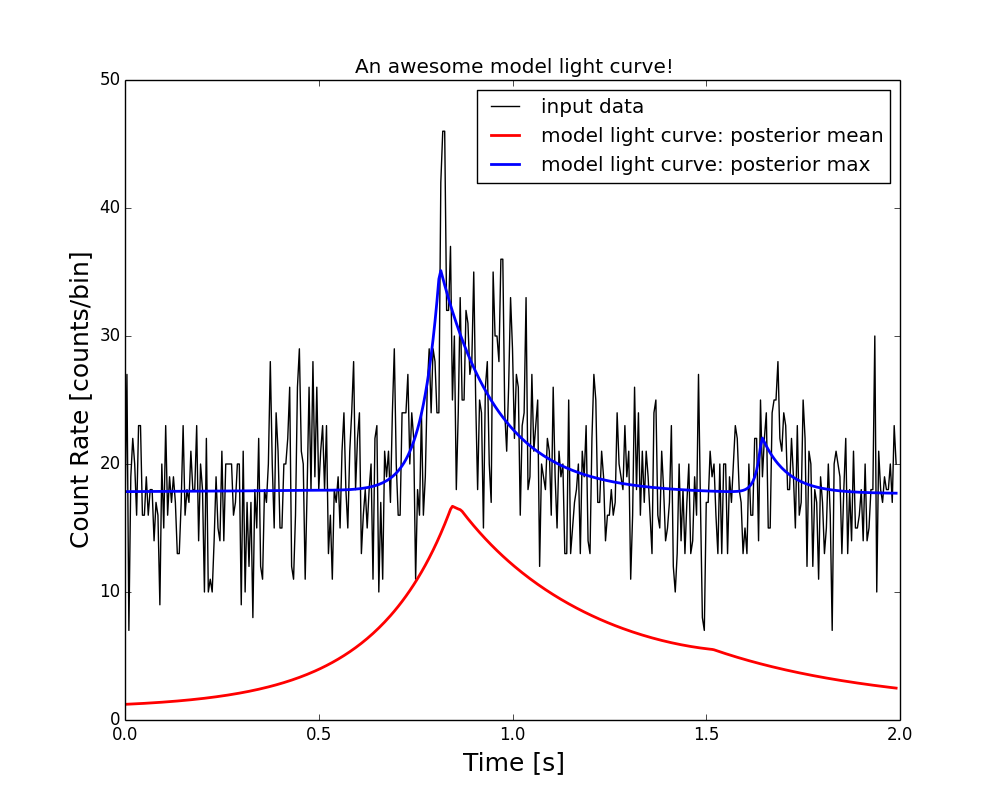 An awesome model light curve!
input data
model light curve: posterior mean
model light curve: posterior max
Count Rate [counts/bin]
50
40
30
20
10
0
0.0 0.5 1.0 1.5 2.0
Time [s]